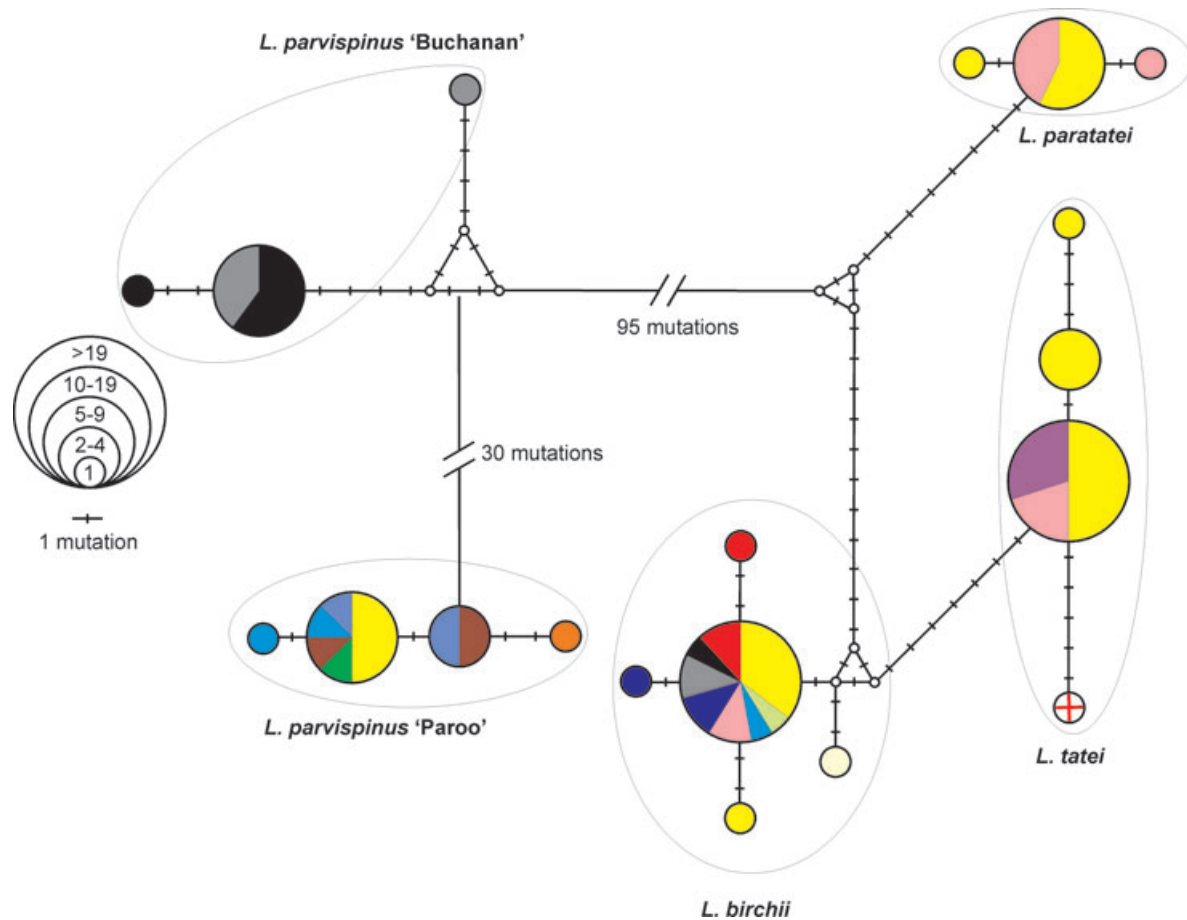 L. parvispinus ‘Buchanan’
L. paratatei
95 mutations
>19
10-19
5-9
2-4
1
1 mutation
30 mutations
L. parvispinus ‘Paroo’
L. tatei
L. birchii